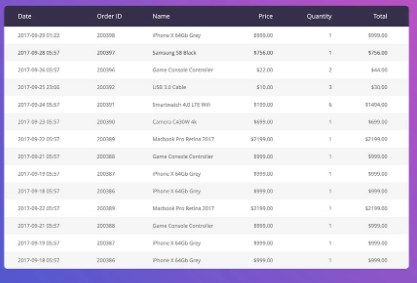 Date Order ID Name Price Quantity Total
2017-09-29 01:22 200398 iPhone X 64Gb Grey $999.00 1 $999.00
2017-09-28 05:57 200397 Samsung S8 Black $756.00 1 $756.00
2017-09-26 05:57 200396 Game Console Controller $22.00 2 $44.00
2017-09-25 23:06 200392 USB 3.0 Cable $10.00 3 $30.00
2017-09-24 05:57 200391 Smartwatch 4.0 LTE Wifi $199.00 6 $1494.00
2017-09-23 05:57 200390 Camera C430W 4k $699.00 1 $699.00
2017-09-22 05:57 200389 Macbook Pro Retina 2017 $2199.00 1 $2199.00
2017-09-21 05:57 200388 Game Console Controller $999.00 1 $999.00
2017-09-19 05:57 200387 iPhone X 64Gb Grey $999.00 1 $999.00
2017-09-18 05:57 200386 iPhone X 64Gb Grey $999.00 1 $999.00
2017-09-22 05:57 200389 Macbook Pro Retina 2017 $2199.00 1 $2199.00
2017-09-21 05:57 200388 Game Console Controller $999.00 1 $999.00
2017-09-19 05:57 200387 iPhone X 64Gb Grey $999.00 1 $999.00
2017-09-18 05:57 200386 iPhone X 64Gb Grey $999.00 1 $999.00